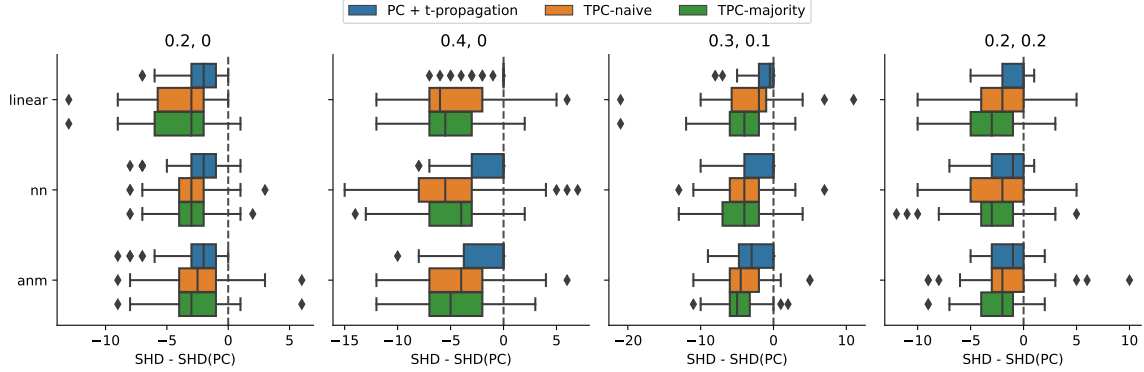 PC + t-propagation TPC-naive TPC-majority
0.2, 0 0.4, 0 0.3, 0.1 0.2, 0.2
linear
nn
anm
−10 −5 0 5 −15 −10 −5 0 5 −20 −10 0 10 −10 −5 0 5 10
SHD - SHD(PC) SHD - SHD(PC) SHD - SHD(PC) SHD - SHD(PC)